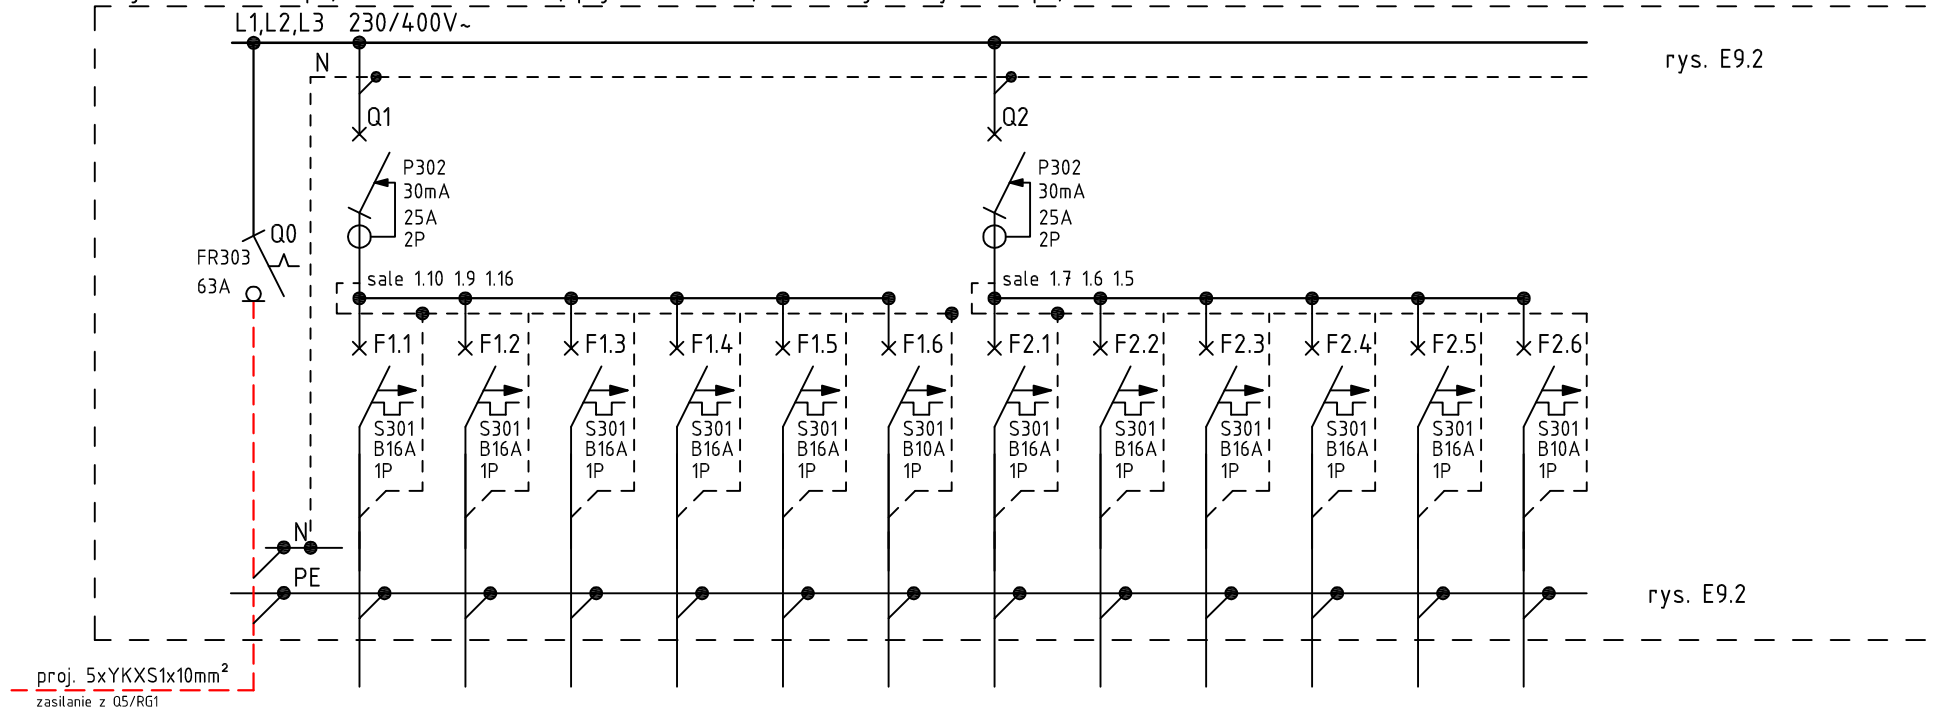 L1,L2,L3 230/400V~
N
rys. E9.2
Q1
Q2
P302
30mA
25A
2P
P302
30mA
25A
2P
Q0
FR303
63A
sale 1.10 1.9 1.16
sale 1.7 1.6 1.5
F1.1 F1.2 F1.3 F1.4 F1.5 F1.6 F2.1 F2.2 F2.3 F2.4 F2.5 F2.6
S301 S301 S301 S301 S301 S301 S301 S301 S301 S301 S301 S301
B16A B16A B16A B16A B16A B10A B16A B16A B16A B16A B16A B10A
1P 1P 1P 1P 1P 1P 1P 1P 1P 1P 1P 1P
N
PE
rys. E9.2
proj. 5xYKXS1x10mm²
zasilanie z Q5/RG1